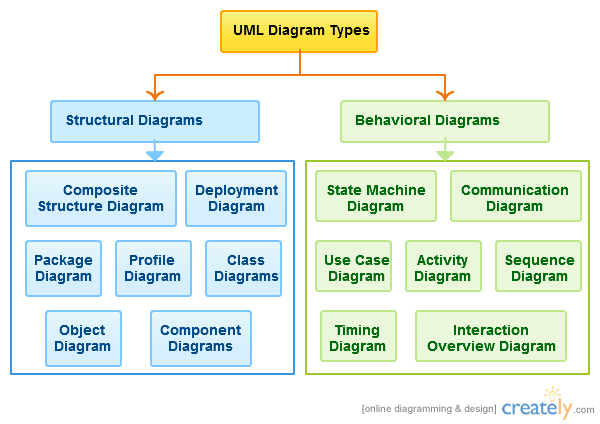 UML Diagram Types
Structural Diagrams
Behavioral Diagrams
Composite
Structure Diagram
Deployment
Diagram
Package
Diagram
Profile
Diagram
Class
Diagrams
Object
Diagram
Component
Diagrams
State Machine
Diagram
Communication
Diagram
Use Case
Diagram
Activity
Diagram
Sequence
Diagram
Timing
Diagram
Interaction
Overview Diagram
[online diagramming & design] creately.com